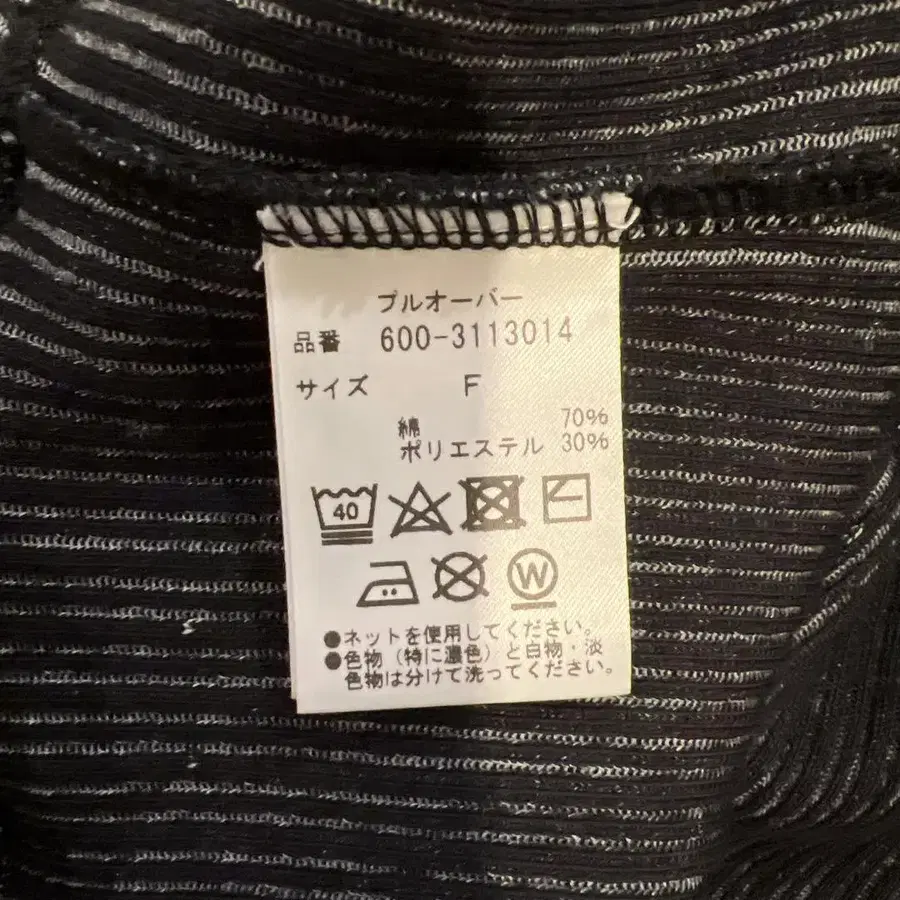 プルオーバー
品番 600-3113014
サイズ F
綿 70%
ポリエステル 30%
40
W
●ネットを使用してください。
●色物（特に濃色）と白物・淡
色物は分けて洗ってください。